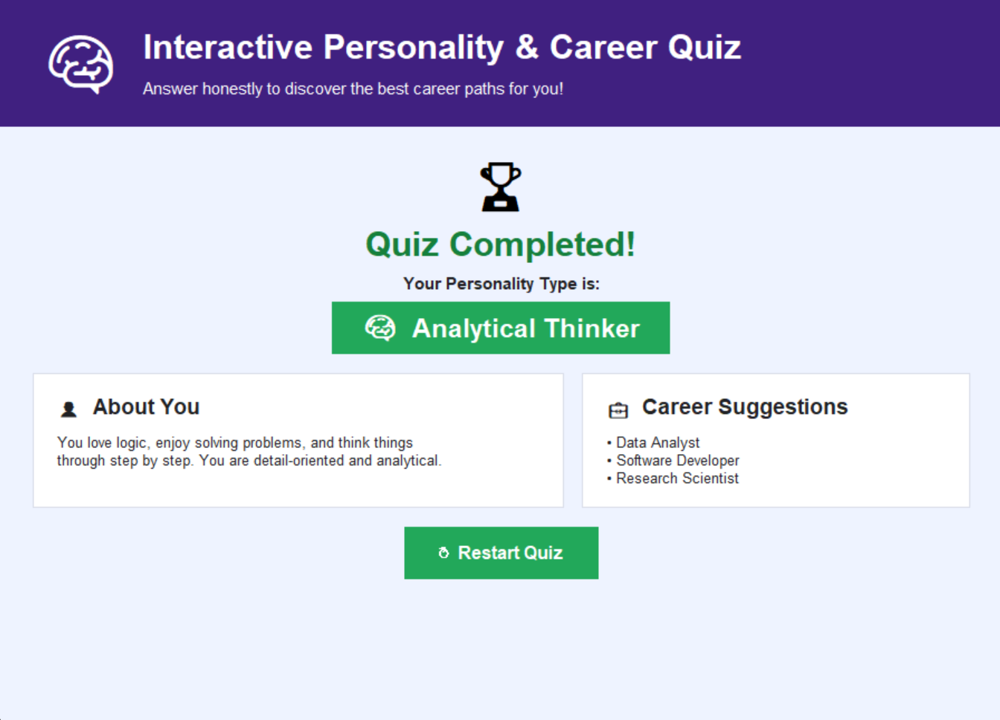 Interactive Personality & Career Quiz
Answer honestly to discover the best career paths for you!
Quiz Completed!
Your Personality Type is:
Analytical Thinker
About You
You love logic, enjoy solving problems, and think things
through step by step. You are detail-oriented and analytical.
Career Suggestions
• Data Analyst
• Software Developer
• Research Scientist
Restart Quiz